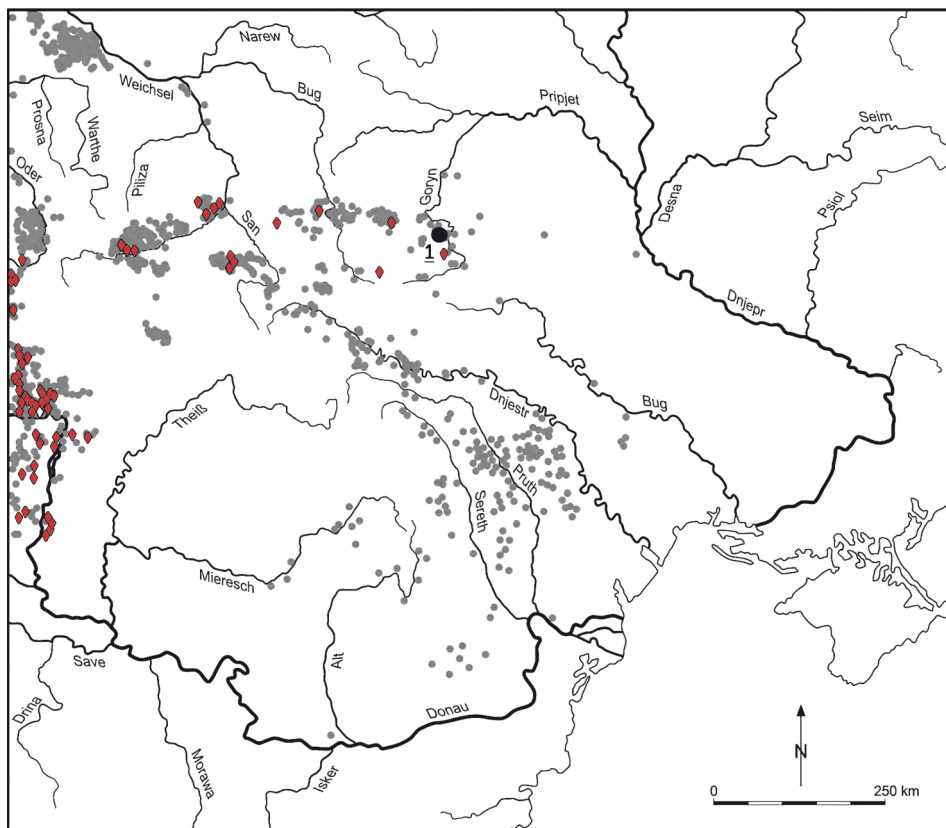 Narew
Weichsel
Bug
Pripjet
Prosna
Warthe
Piliza
Oder
Goryn
Seim
Desna
Psiol
San
1
Dnjepr
Theiß
Dnjestr
Bug
Pruth
Sereth
Mieresch
Alt
Save
Drina
Donau
Morawa
Isker
N
0 250 km